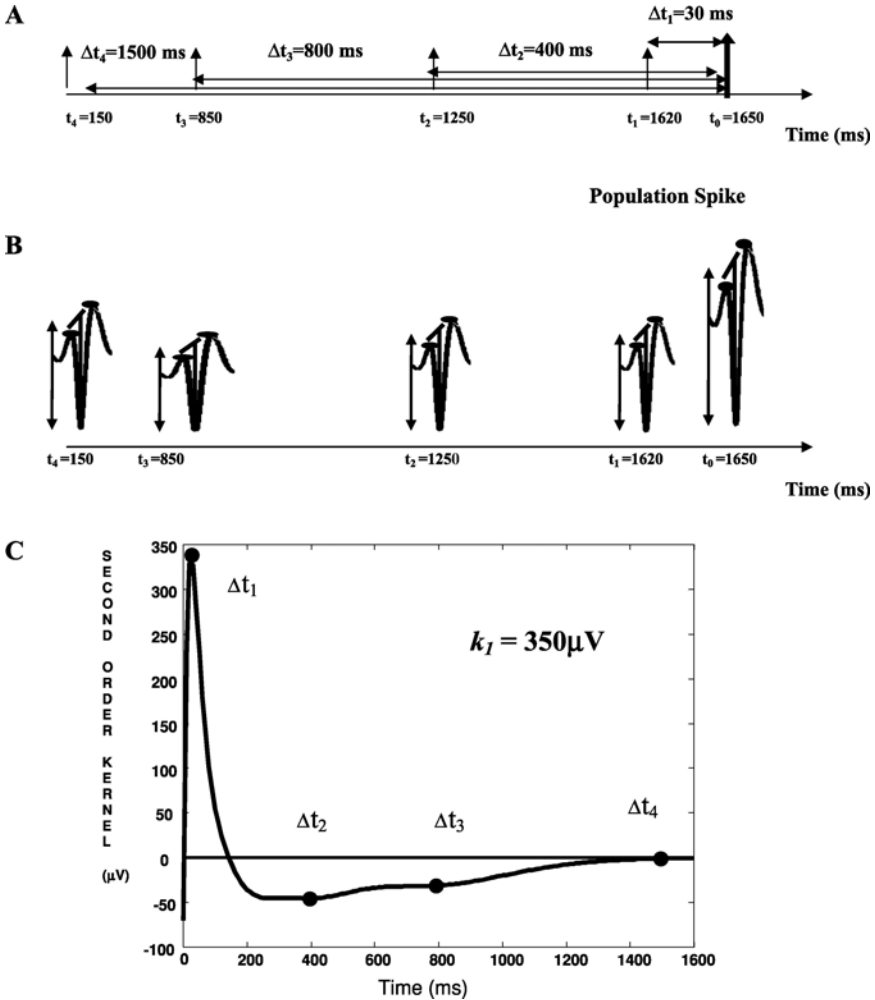 A
Δt₁=30 ms
Δt₄=1500 ms
Δt₃=800 ms
Δt₂=400 ms
t₄=150
t₃=850
t₂=1250
t₁=1620
t₀=1650
Time (ms)
Population Spike
B
t₄=150
t₃=850
t₂=1250
t₁=1620
t₀=1650
Time (ms)
C
SECOND ORDER KERNEL
(μV)
350
300
250
200
150
100
50
0
-50
-100
Δt₁
k₁ = 350μV
Δt₂
Δt₃
Δt₄
0 200 400 600 800 1000 1200 1400 1600
Time (ms)